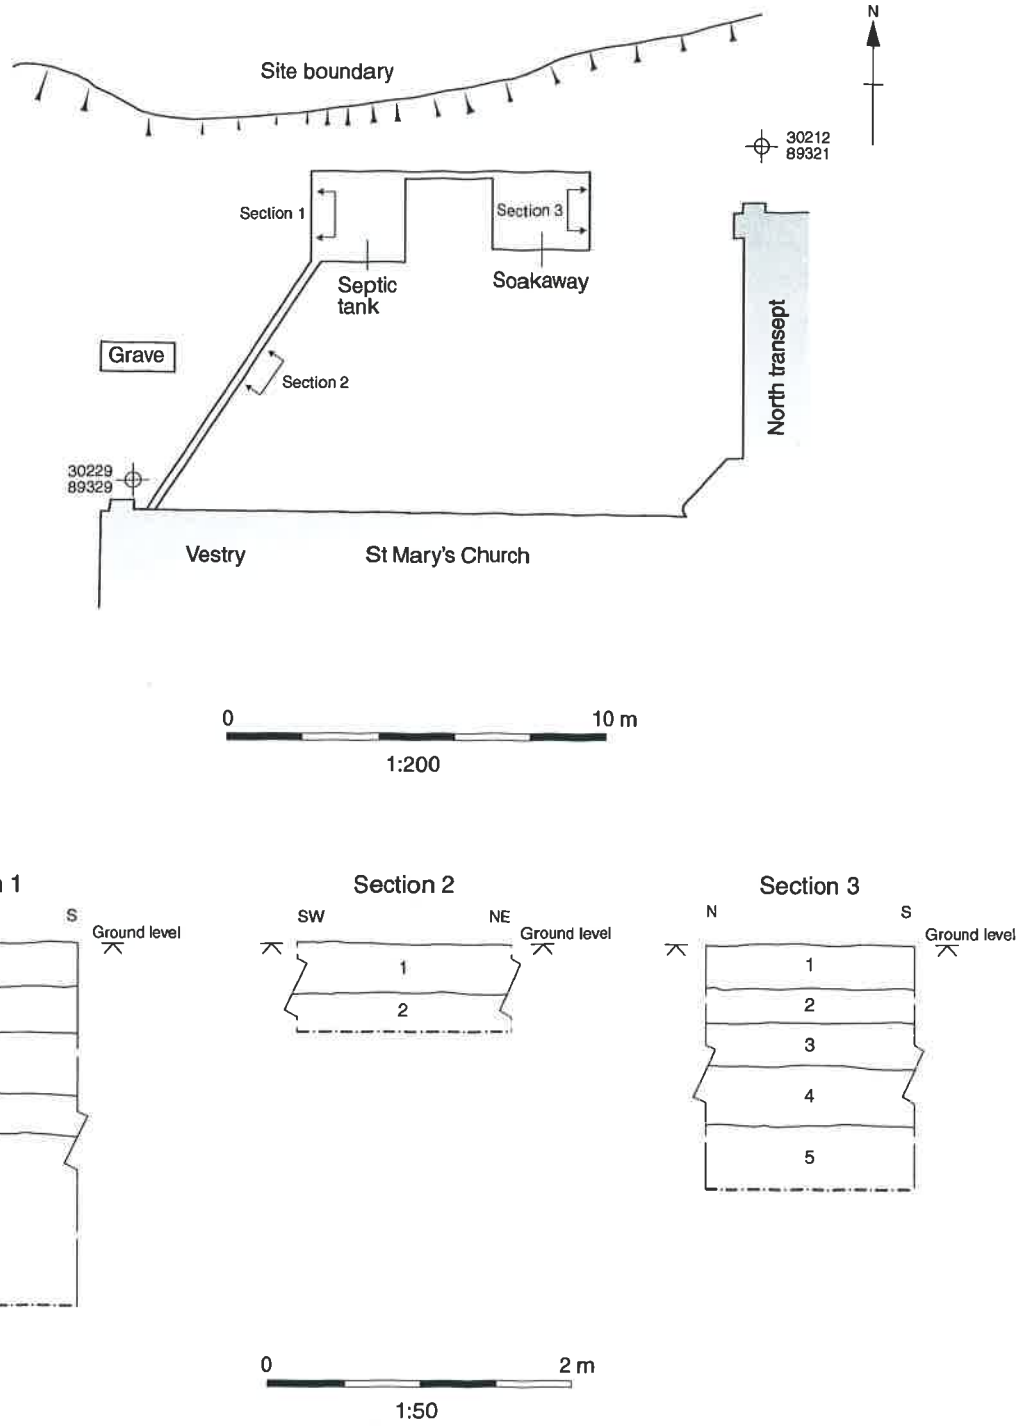 N
Site boundary
30212
89321
Section 1
Section 3
Septic
tank
Soakaway
Grave
Section 2
North transept
30229
89329
Vestry
St Mary's Church
0
10 m
1:200
n 1
Section 2
Section 3
S
Ground level
SW
NE
Ground level
N
S
Ground level
1
2
1
2
3
4
5
0
2 m
1:50